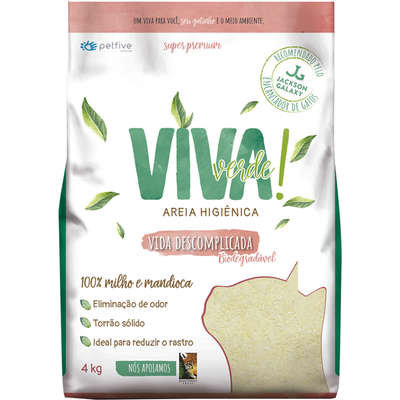 UM VIVA PARA VOCÊ, seu gatinho E O MEIO AMBIENTE.
petfive
super premium
RECOMENDADO PELO
JACKSON
GALAXY
ENCANTADOR DE GATOS
VIVA!
verde
AREIA HIGIÊNICA
VIDA DESCOMPLICADA
Biodegradável
100% milho e mandioca
Eliminação de odor
Torrão sólido
Ideal para reduzir o rastro
4 kg
NÓS APOIAMOS